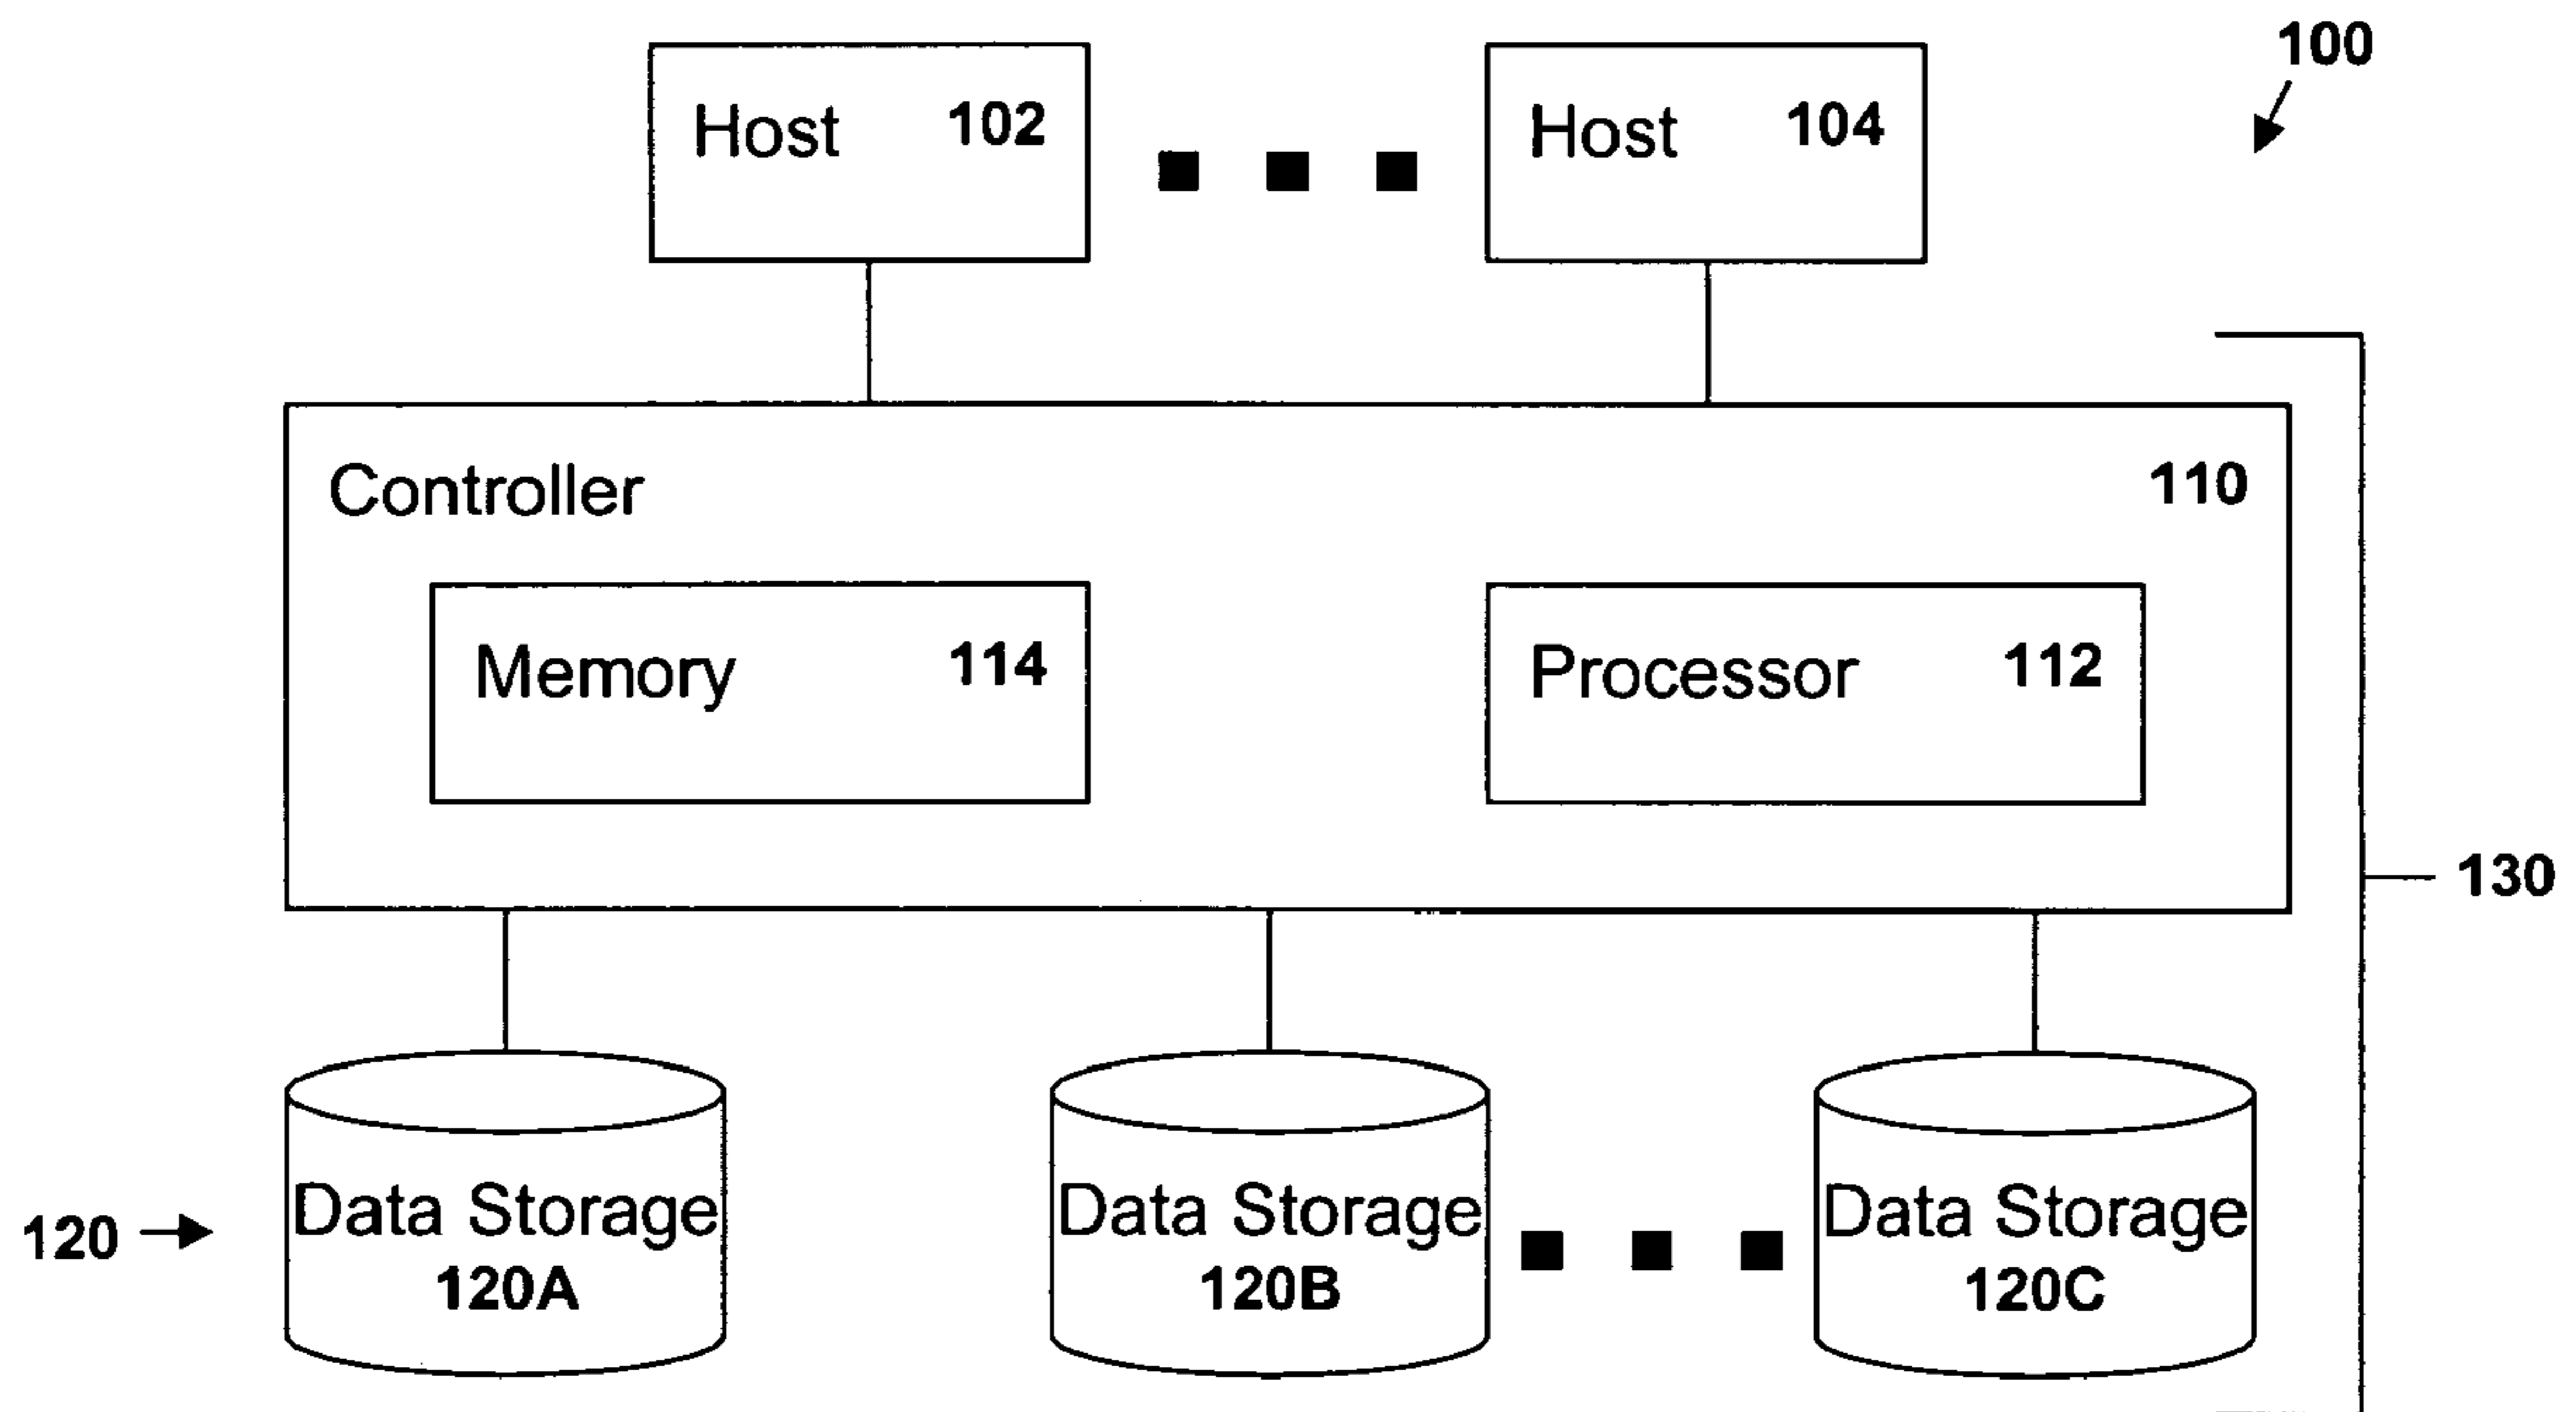 100
Host 102
Host 104
Controller 110
Memory 114
Processor 112
130
120
Data Storage
120A
Data Storage
120B
Data Storage
120C